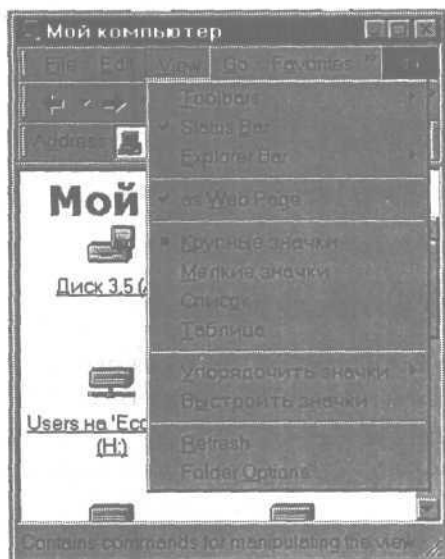 Мой компьютер
File Edit View Go Favorites »
Address
Toolbars
Status Bar
Explorer Bar
as Web Page
Крупные значки
Мелкие значки
Список
Таблица
Упорядочить значки
Выстроить значки
Refresh
Folder Options
Мой
Диск 3.5 (
Users на 'Eco
(H:)
Contains commands for manipulating the view